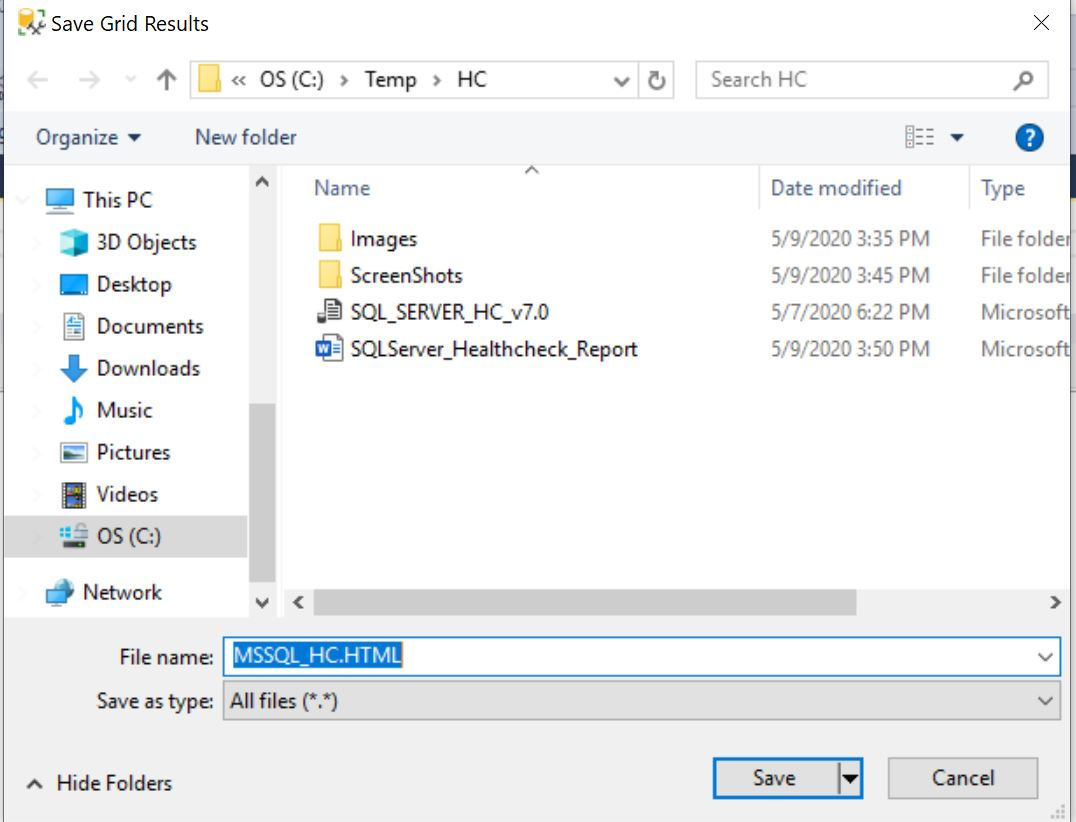 Save Grid Results
« OS (C:) › Temp › HC
Search HC
Organize
New folder
This PC
3D Objects
Desktop
Documents
Downloads
Music
Pictures
Videos
OS (C:)
Network
Name Date modified Type
Images 5/9/2020 3:35 PM File folder
ScreenShots 5/9/2020 3:45 PM File folder
SQL_SERVER_HC_v7.0 5/7/2020 6:22 PM Microsoft
SQLServer_Healthcheck_Report 5/9/2020 3:50 PM Microsoft
File name: MSSQL_HC.HTML
Save as type: All files (*.*)
Hide Folders
Save
Cancel